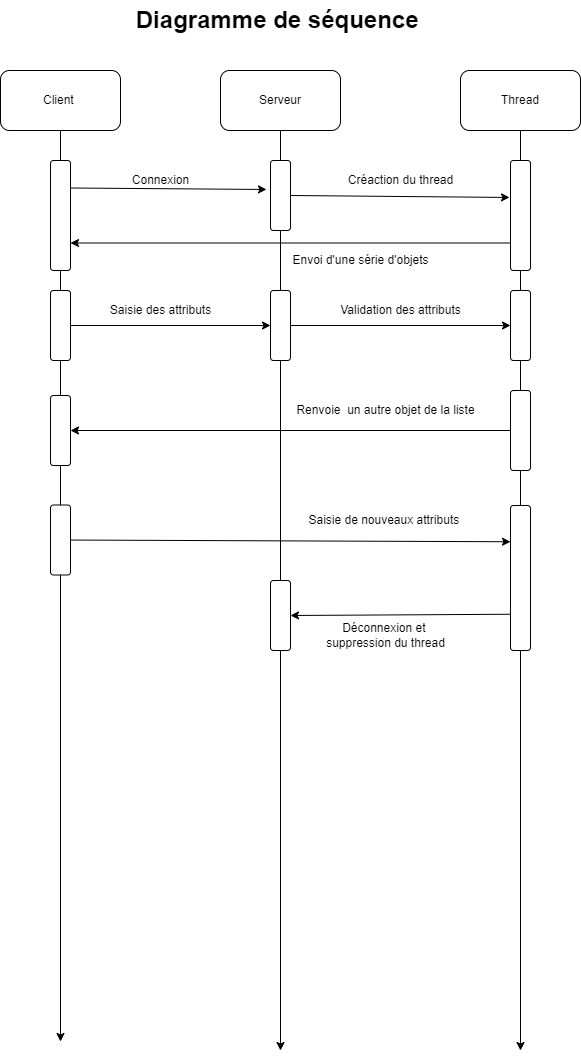 Diagramme de séquence
Client
Serveur
Thread
Connexion
Créaction du thread
Envoi d'une série d'objets
Saisie des attributs
Validation des attributs
Renvoie  un autre objet de la liste
Saisie de nouveaux attributs
Déconnexion et
suppression du thread